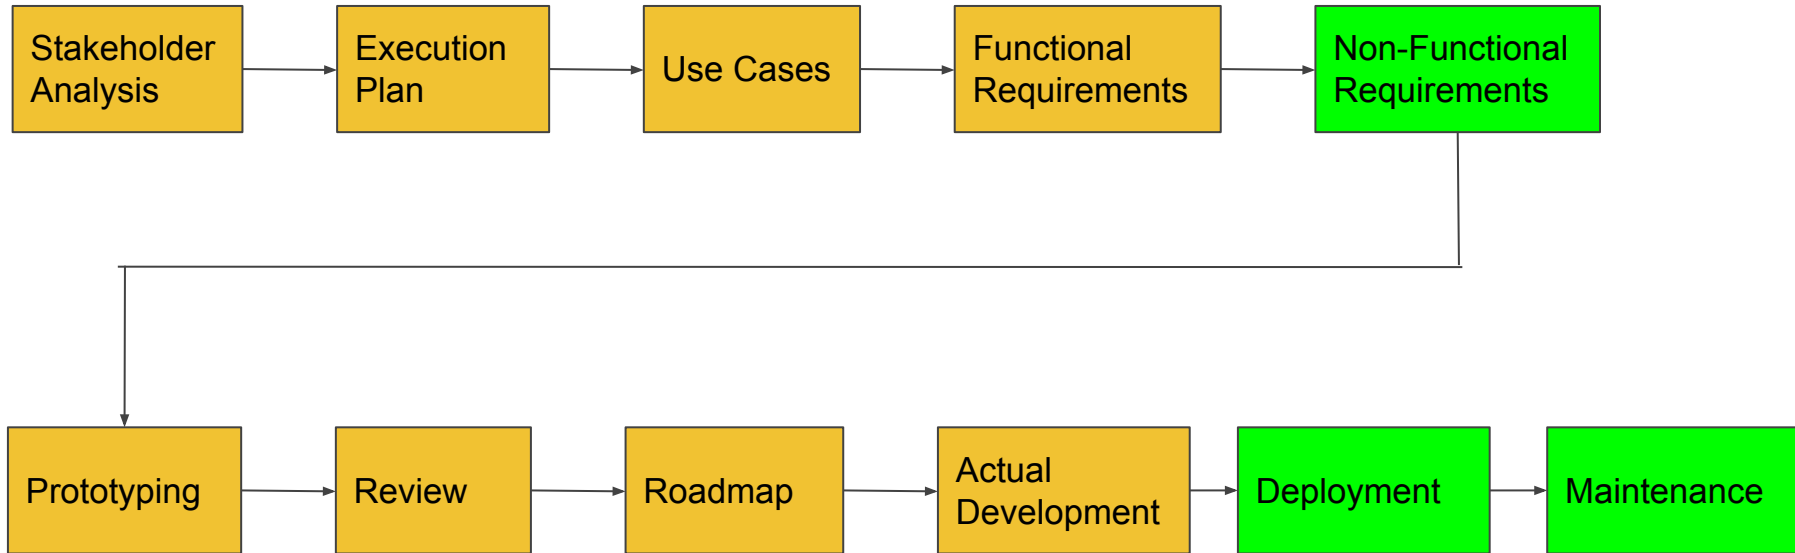 Stakeholder
Analysis
Execution
Plan
Use Cases
Functional
Requirements
Non-Functional
Requirements
Prototyping
Review
Roadmap
Actual
Development
Deployment
Maintenance